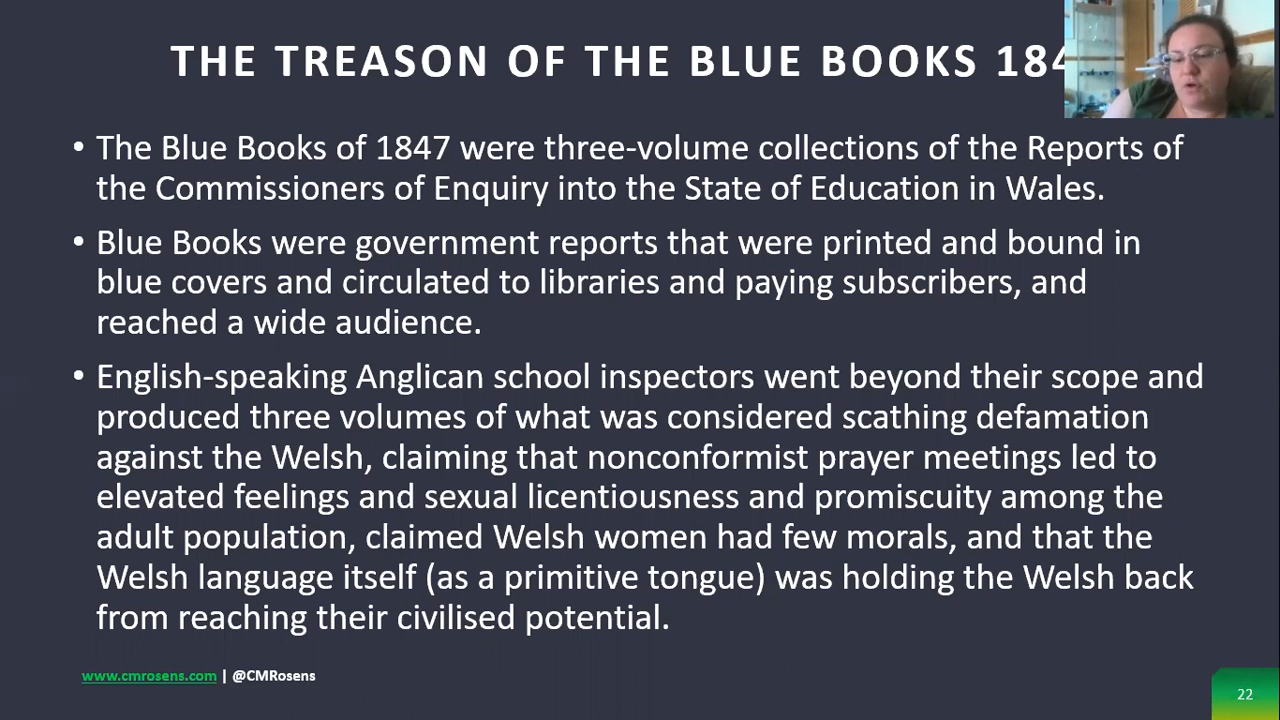 THE TREASON OF THE BLUE BOOKS 184
• The Blue Books of 1847 were three-volume collections of the Reports of
the Commissioners of Enquiry into the State of Education in Wales.
• Blue Books were government reports that were printed and bound in
blue covers and circulated to libraries and paying subscribers, and
reached a wide audience.
• English-speaking Anglican school inspectors went beyond their scope and
produced three volumes of what was considered scathing defamation
against the Welsh, claiming that nonconformist prayer meetings led to
elevated feelings and sexual licentiousness and promiscuity among the
adult population, claimed Welsh women had few morals, and that the
Welsh language itself (as a primitive tongue) was holding the Welsh back
from reaching their civilised potential.
www.cmrosens.com | @CMRosens
22